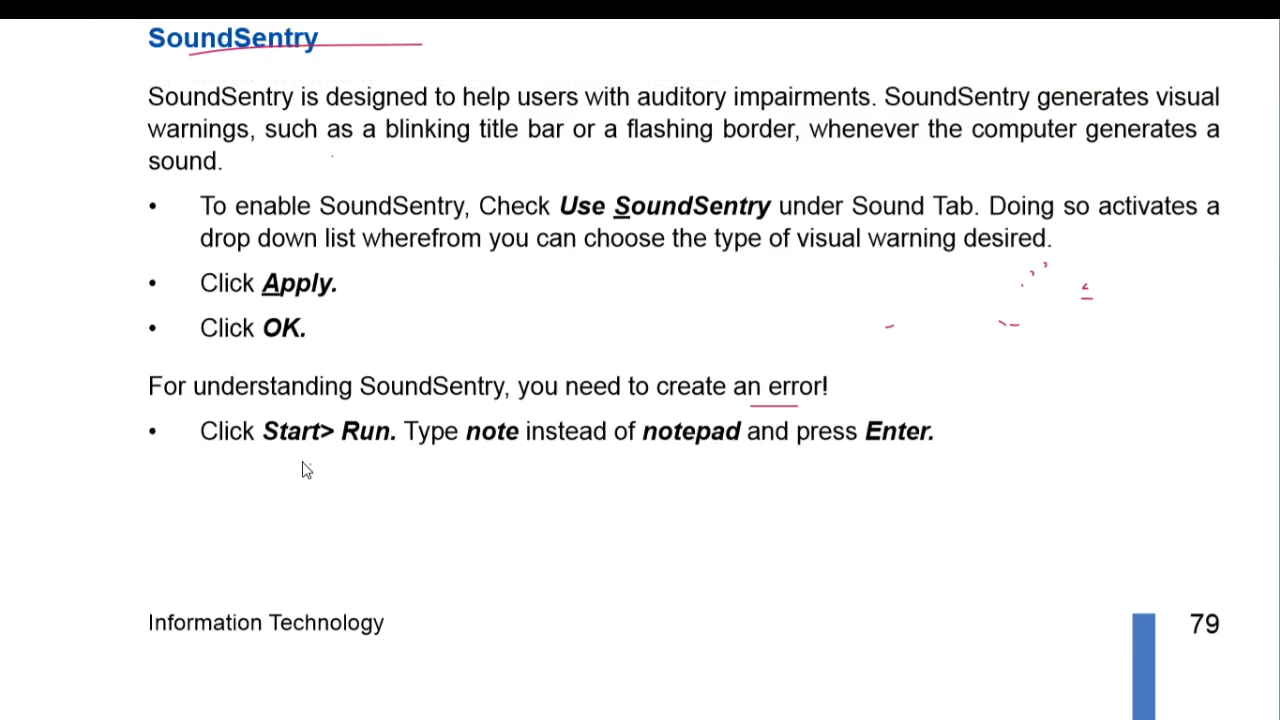 SoundSentry
SoundSentry is designed to help users with auditory impairments. SoundSentry generates visual
warnings, such as a blinking title bar or a flashing border, whenever the computer generates a
sound.
• To enable SoundSentry, Check Use SoundSentry under Sound Tab. Doing so activates a
drop down list wherefrom you can choose the type of visual warning desired.
• Click Apply.
• Click OK.
For understanding SoundSentry, you need to create an error!
• Click Start> Run. Type note instead of notepad and press Enter.
Information Technology 79